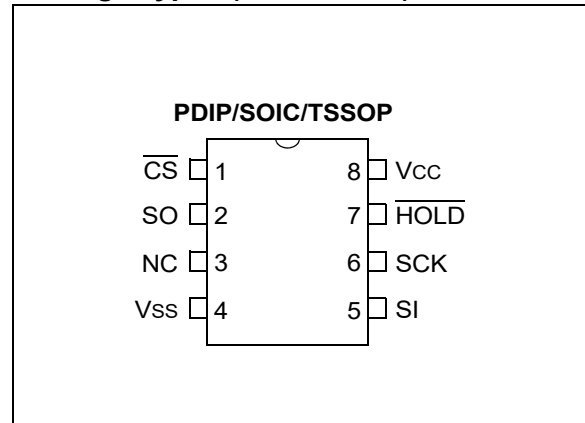 PDIP/SOIC/TSSOP
CS 1 8 VCC
SO 2 7 HOLD
NC 3 6 SCK
VSS 4 5 SI